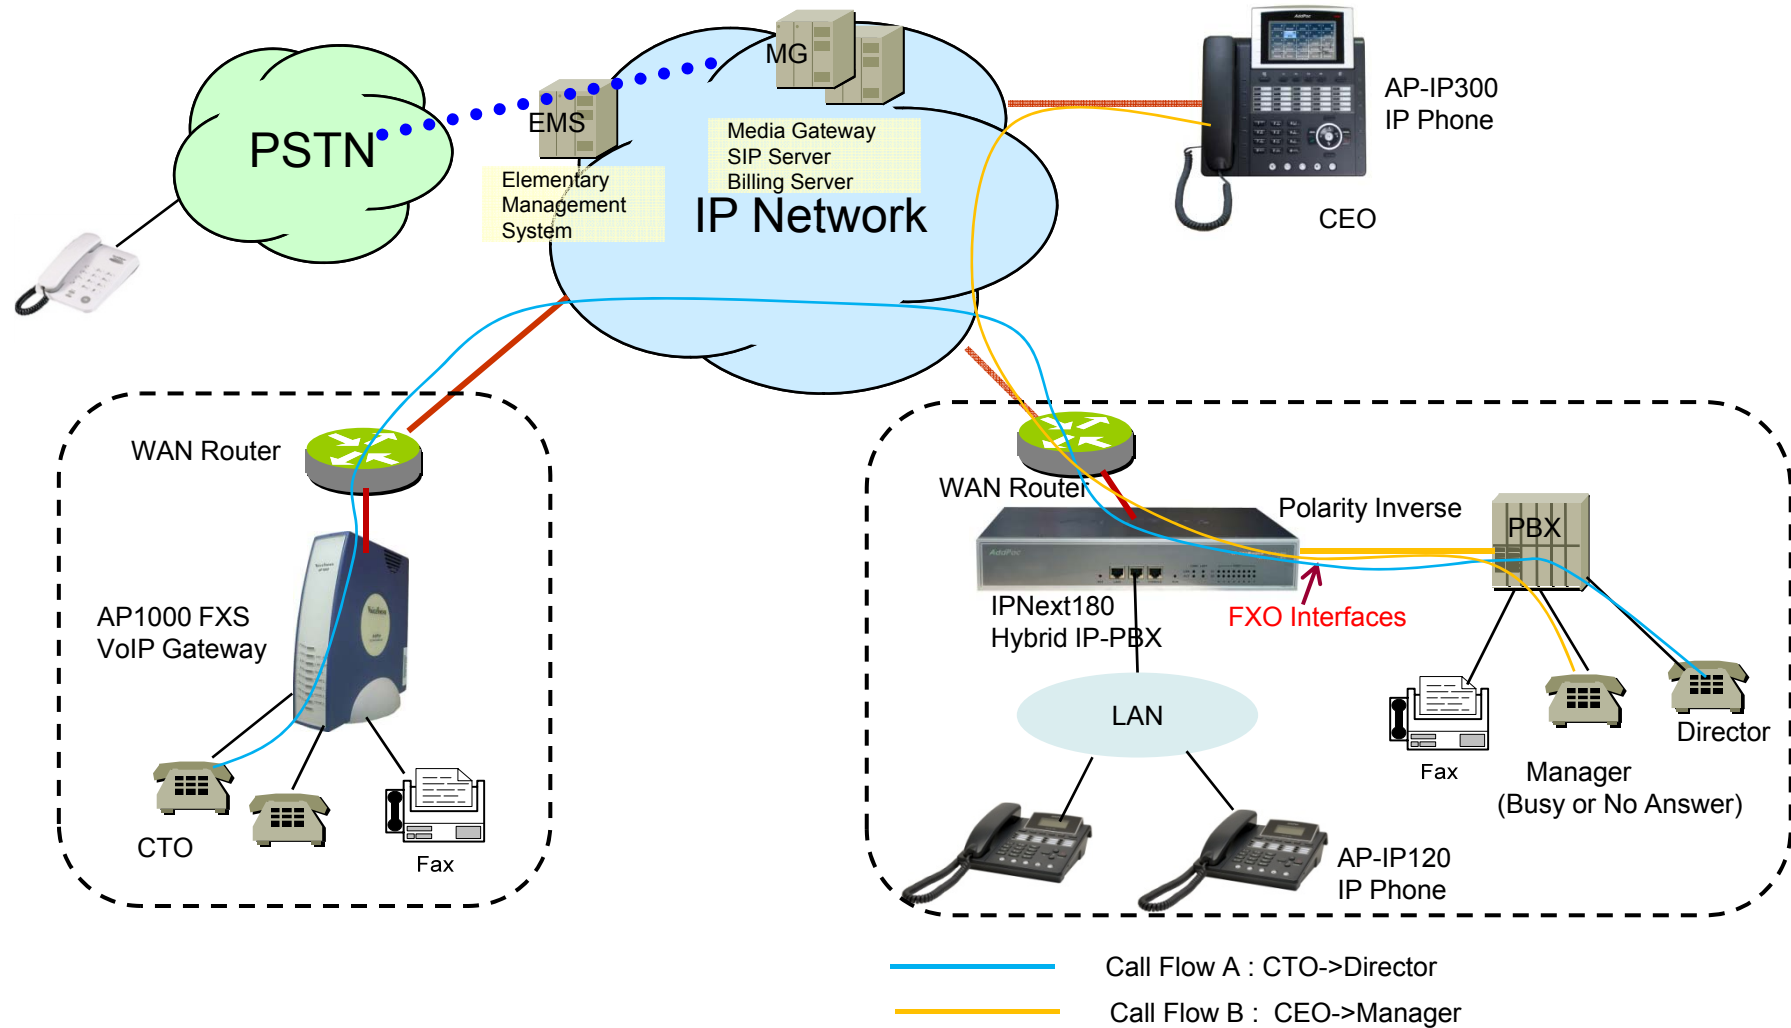 MG
AddPac
EMS
PSTN
Media Gateway
SIP Server
Billing Server
AP-IP300
IP Phone
Elementary
Management
System
IP Network
CEO
WAN Router
WAN Router
Polarity Inverse
PBX
AddPac
AP1000 FXS
VoIP Gateway
IPNext180
Hybrid IP-PBX
FXO Interfaces
LAN
Director
Fax
Manager
(Busy or No Answer)
CTO
Fax
AP-IP120
IP Phone
Call Flow A : CTO->Director
Call Flow B : CEO->Manager